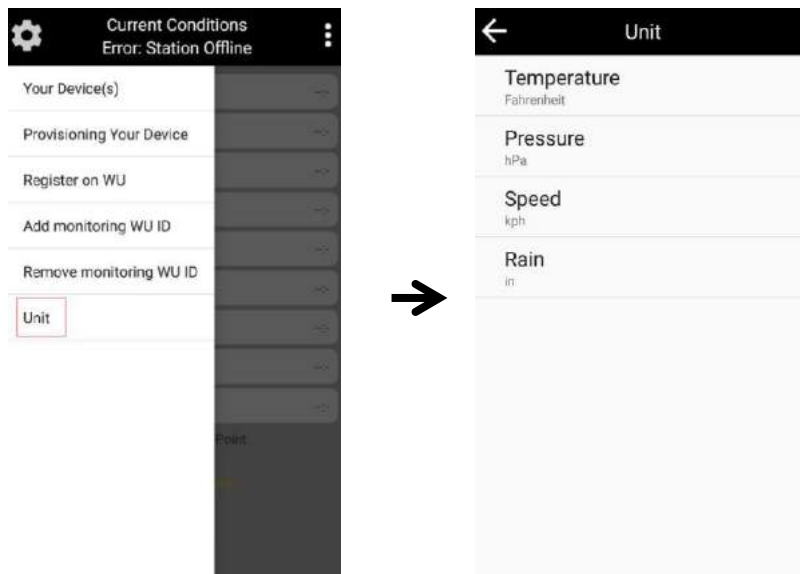 Current Conditions
Error: Station Offline
Your Device(s)
Provisioning Your Device
Register on WU
Add monitoring WU ID
Remove monitoring WU ID
Unit
Point
Unit
Temperature
Fahrenheit
Pressure
hPa
Speed
kph
Rain
in